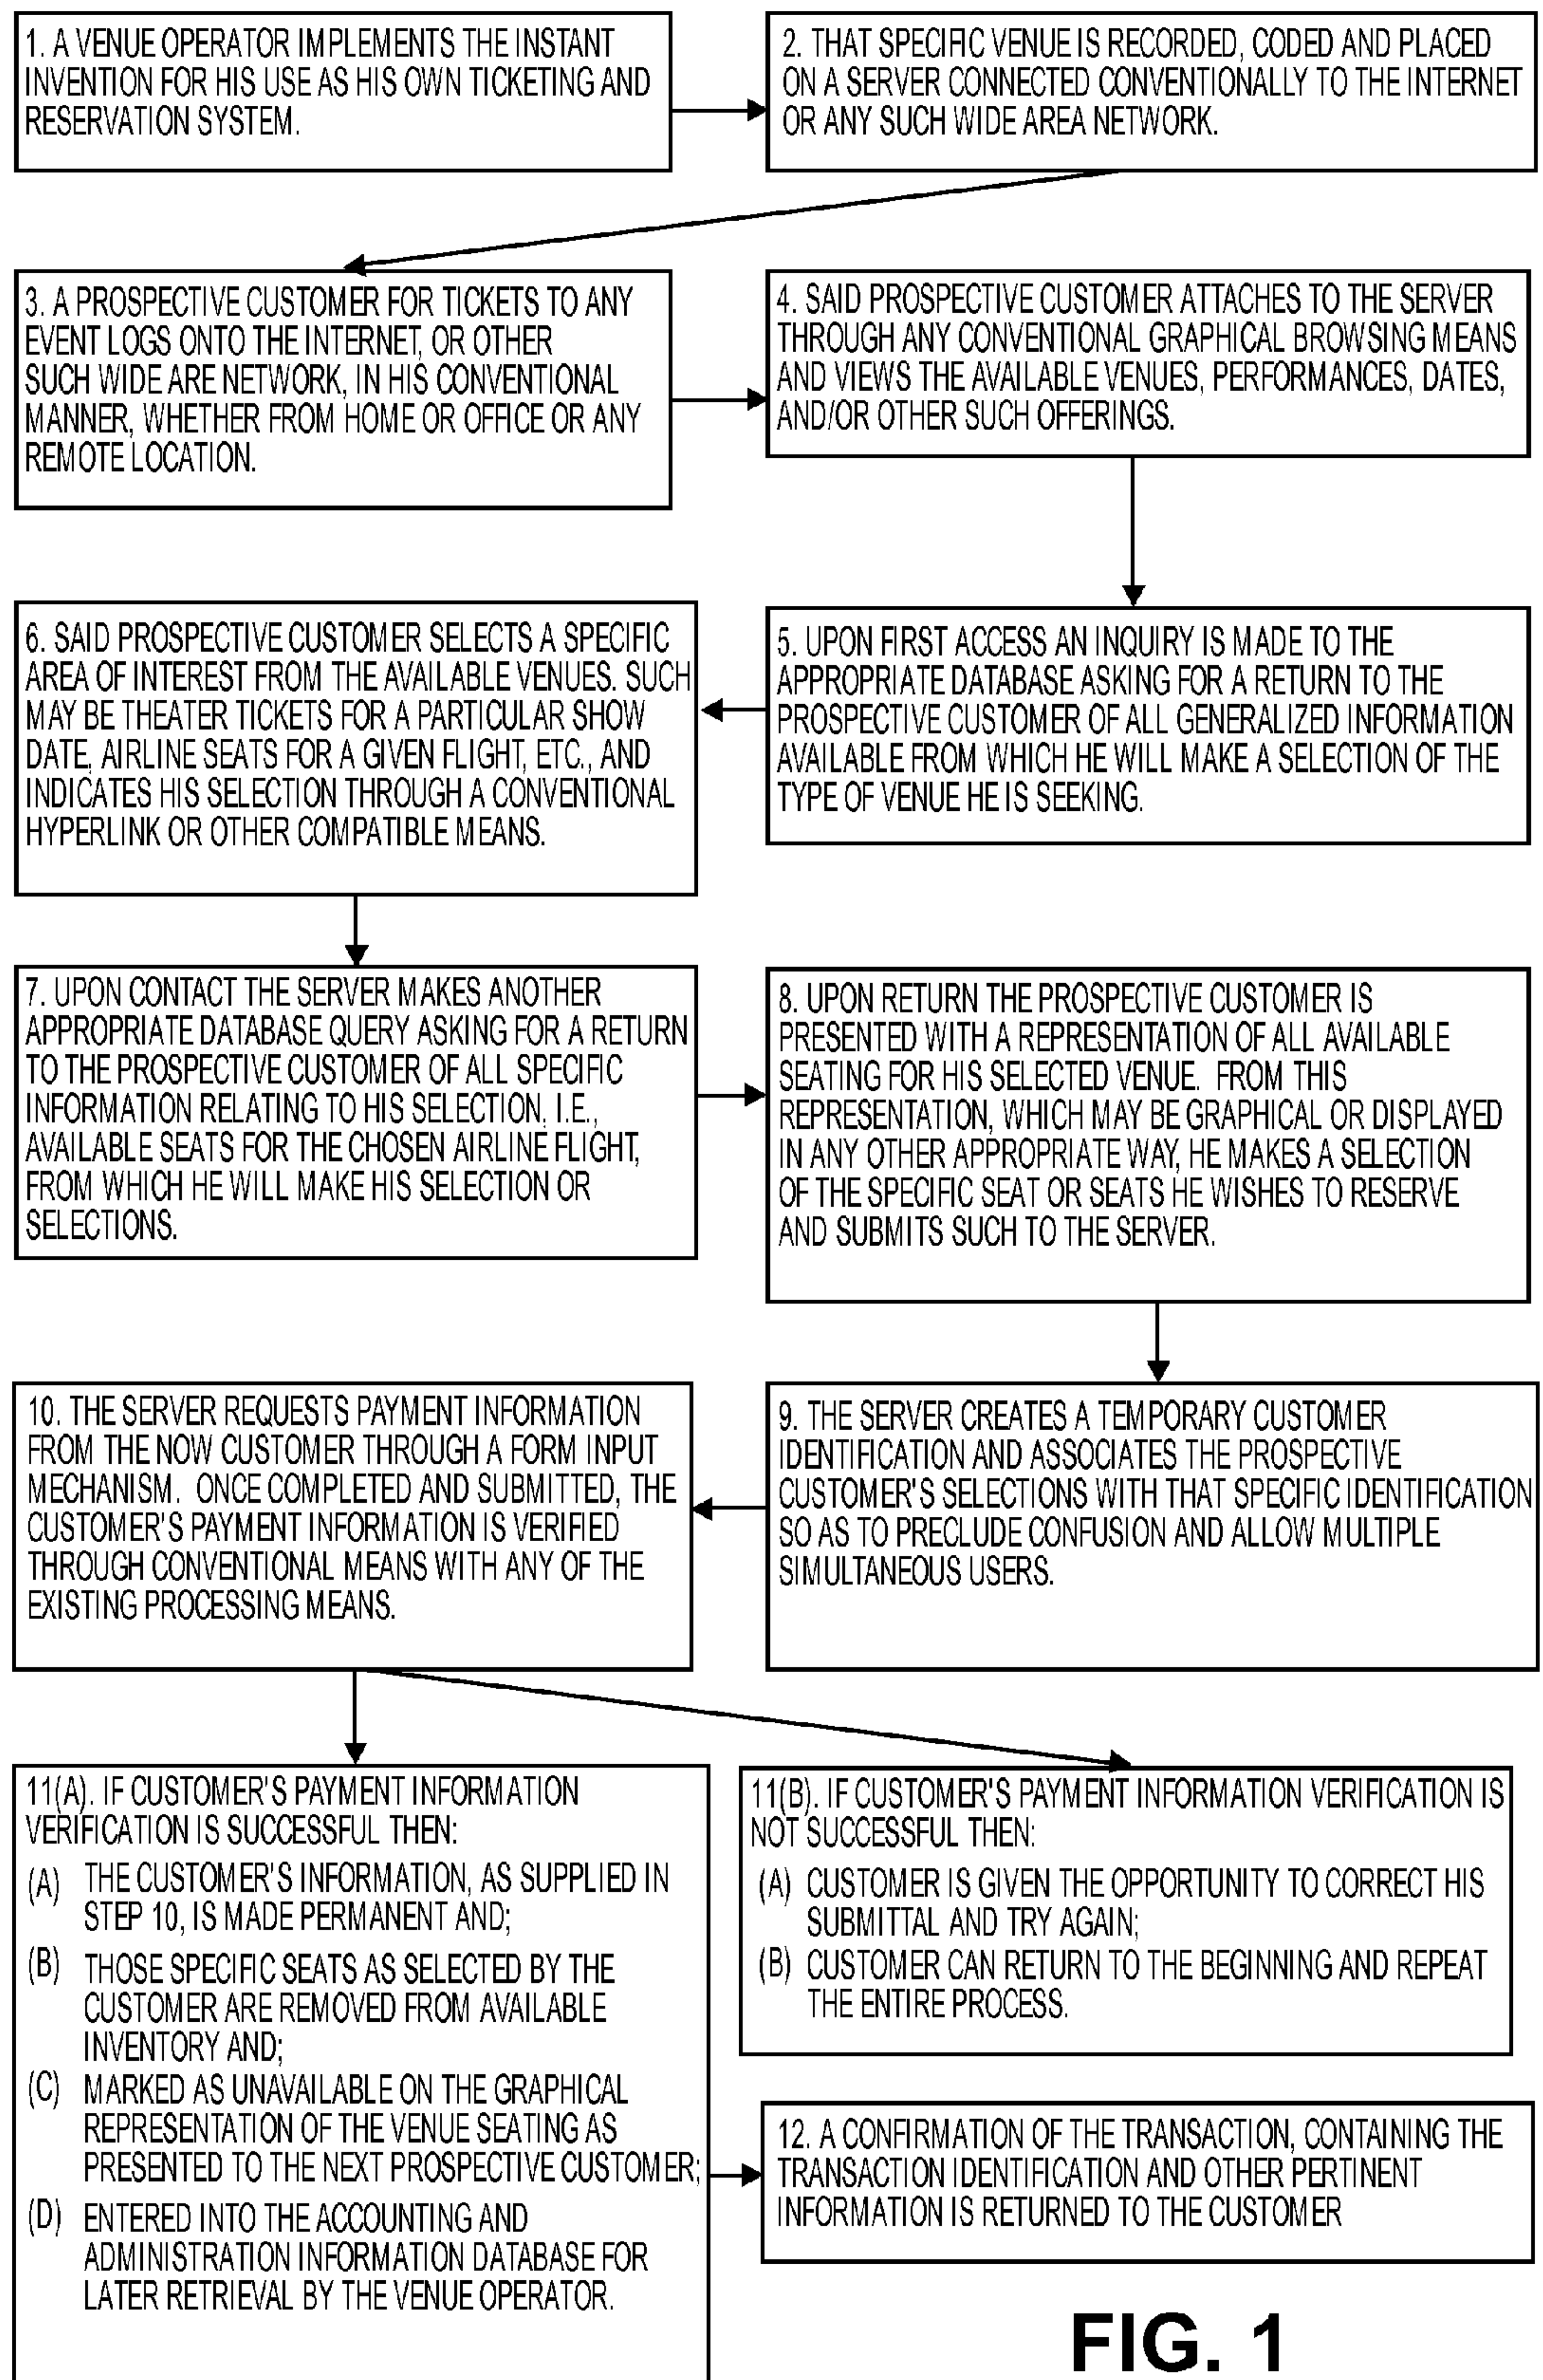 1. A VENUE OPERATOR IMPLEMENTS THE INSTANT
INVENTION FOR HIS USE AS HIS OWN TICKETING AND
RESERVATION SYSTEM.
2. THAT SPECIFIC VENUE IS RECORDED, CODED AND PLACED
ON A SERVER CONNECTED CONVENTIONALLY TO THE INTERNET
OR ANY SUCH WIDE AREA NETWORK.
3. A PROSPECTIVE CUSTOMER FOR TICKETS TO ANY
EVENT LOGS ONTO THE INTERNET, OR OTHER
SUCH WIDE ARE NETWORK, IN HIS CONVENTIONAL
MANNER, WHETHER FROM HOME OR OFFICE OR ANY
REMOTE LOCATION.
4. SAID PROSPECTIVE CUSTOMER ATTACHES TO THE SERVER
THROUGH ANY CONVENTIONAL GRAPHICAL BROWSING MEANS
AND VIEWS THE AVAILABLE VENUES, PERFORMANCES, DATES,
AND/OR OTHER SUCH OFFERINGS.
5. UPON FIRST ACCESS AN INQUIRY IS MADE TO THE
APPROPRIATE DATABASE ASKING FOR A RETURN TO THE
PROSPECTIVE CUSTOMER OF ALL GENERALIZED INFORMATION
AVAILABLE FROM WHICH HE WILL MAKE A SELECTION OF THE
TYPE OF VENUE HE IS SEEKING.
6. SAID PROSPECTIVE CUSTOMER SELECTS A SPECIFIC
AREA OF INTEREST FROM THE AVAILABLE VENUES. SUCH
MAY BE THEATER TICKETS FOR A PARTICULAR SHOW
DATE, AIRLINE SEATS FOR A GIVEN FLIGHT, ETC., AND
INDICATES HIS SELECTION THROUGH A CONVENTIONAL
HYPERLINK OR OTHER COMPATIBLE MEANS.
7. UPON CONTACT THE SERVER MAKES ANOTHER
APPROPRIATE DATABASE QUERY ASKING FOR A RETURN
TO THE PROSPECTIVE CUSTOMER OF ALL SPECIFIC
INFORMATION RELATING TO HIS SELECTION, I.E.,
AVAILABLE SEATS FOR THE CHOSEN AIRLINE FLIGHT,
FROM WHICH HE WILL MAKE HIS SELECTION OR
SELECTIONS.
8. UPON RETURN THE PROSPECTIVE CUSTOMER IS
PRESENTED WITH A REPRESENTATION OF ALL AVAILABLE
SEATING FOR HIS SELECTED VENUE. FROM THIS
REPRESENTATION, WHICH MAY BE GRAPHICAL OR DISPLAYED
IN ANY OTHER APPROPRIATE WAY, HE MAKES A SELECTION
OF THE SPECIFIC SEAT OR SEATS HE WISHES TO RESERVE
AND SUBMITS SUCH TO THE SERVER.
9. THE SERVER CREATES A TEMPORARY CUSTOMER
IDENTIFICATION AND ASSOCIATES THE PROSPECTIVE
CUSTOMER'S SELECTIONS WITH THAT SPECIFIC IDENTIFICATION
SO AS TO PRECLUDE CONFUSION AND ALLOW MULTIPLE
SIMULTANEOUS USERS.
10. THE SERVER REQUESTS PAYMENT INFORMATION
FROM THE NOW CUSTOMER THROUGH A FORM INPUT
MECHANISM. ONCE COMPLETED AND SUBMITTED, THE
CUSTOMER'S PAYMENT INFORMATION IS VERIFIED
THROUGH CONVENTIONAL MEANS WITH ANY OF THE
EXISTING PROCESSING MEANS.
11(A). IF CUSTOMER'S PAYMENT INFORMATION
VERIFICATION IS SUCCESSFUL THEN:
(A) THE CUSTOMER'S INFORMATION, AS SUPPLIED IN
STEP 10, IS MADE PERMANENT AND;
(B) THOSE SPECIFIC SEATS AS SELECTED BY THE
CUSTOMER ARE REMOVED FROM AVAILABLE
INVENTORY AND;
(C) MARKED AS UNAVAILABLE ON THE GRAPHICAL
REPRESENTATION OF THE VENUE SEATING AS
PRESENTED TO THE NEXT PROSPECTIVE CUSTOMER;
(D) ENTERED INTO THE ACCOUNTING AND
ADMINISTRATION INFORMATION DATABASE FOR
LATER RETRIEVAL BY THE VENUE OPERATOR.
11(B). IF CUSTOMER'S PAYMENT INFORMATION VERIFICATION IS
NOT SUCCESSFUL THEN:
(A) CUSTOMER IS GIVEN THE OPPORTUNITY TO CORRECT HIS
SUBMITTAL AND TRY AGAIN;
(B) CUSTOMER CAN RETURN TO THE BEGINNING AND REPEAT
THE ENTIRE PROCESS.
12. A CONFIRMATION OF THE TRANSACTION, CONTAINING THE
TRANSACTION IDENTIFICATION AND OTHER PERTINENT
INFORMATION IS RETURNED TO THE CUSTOMER
FIG. 1